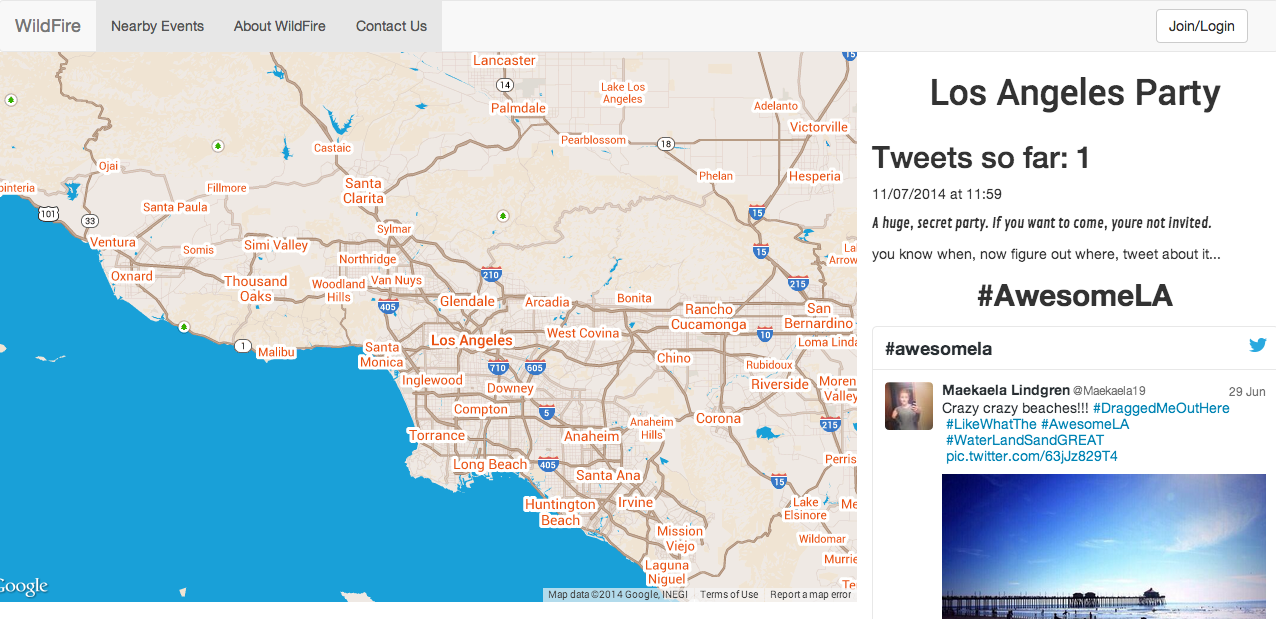 WildFire
Nearby Events
About WildFire
Contact Us
Join/Login
15
Lancaster
14
Lake Los
Angeles
Palmdale
Adelanto
Victorville
Pearblossom
18
Castaic
Ojai
Phelan
Hesperia
pinteria
Fillmore
Santa
Clarita
101
33
Santa Paula
15
Sylmar
Ventura
Somis
Simi Valley
15
La
Arrow
Northridge
Oxnard
Thousand
Oaks
Woodland
Hills
Van Nuys
210
215
405
Glendale
Arcadia
Bonita
Rancho
Cucamonga
San
Bernardino
West Covina
10
Los Angeles
Loma Linda
1
Malibu
Santa
Monica
Chino
710
605
Rubidoux
Inglewood
Downey
Riverside
Moren
Valley
Compton
5
Anaheim
Hills
Corona
215
Torrance
Anaheim
Long Beach
405
Santa Ana
Perris
15
Huntington
Beach
Irvine
Lake
Elsinore
Me
Mission
Viejo
Wildomar
Laguna
Niguel
Murrie
Te
Google
Map data ©2014 Google, INEGI
Terms of Use
Report a map error
Los Angeles Party
Tweets so far: 1
11/07/2014 at 11:59
A huge, secret party. If you want to come, youre not invited.
you know when, now figure out where, tweet about it...
#AwesomeLA
#awesomela
Maekaela Lindgren @Maekaela19 29 Jun
Crazy crazy beaches!!! #DraggedMeOutHere
#LikeWhatThe #AwesomeLA
#WaterLandSandGREAT
pic.twitter.com/63jJz829T4